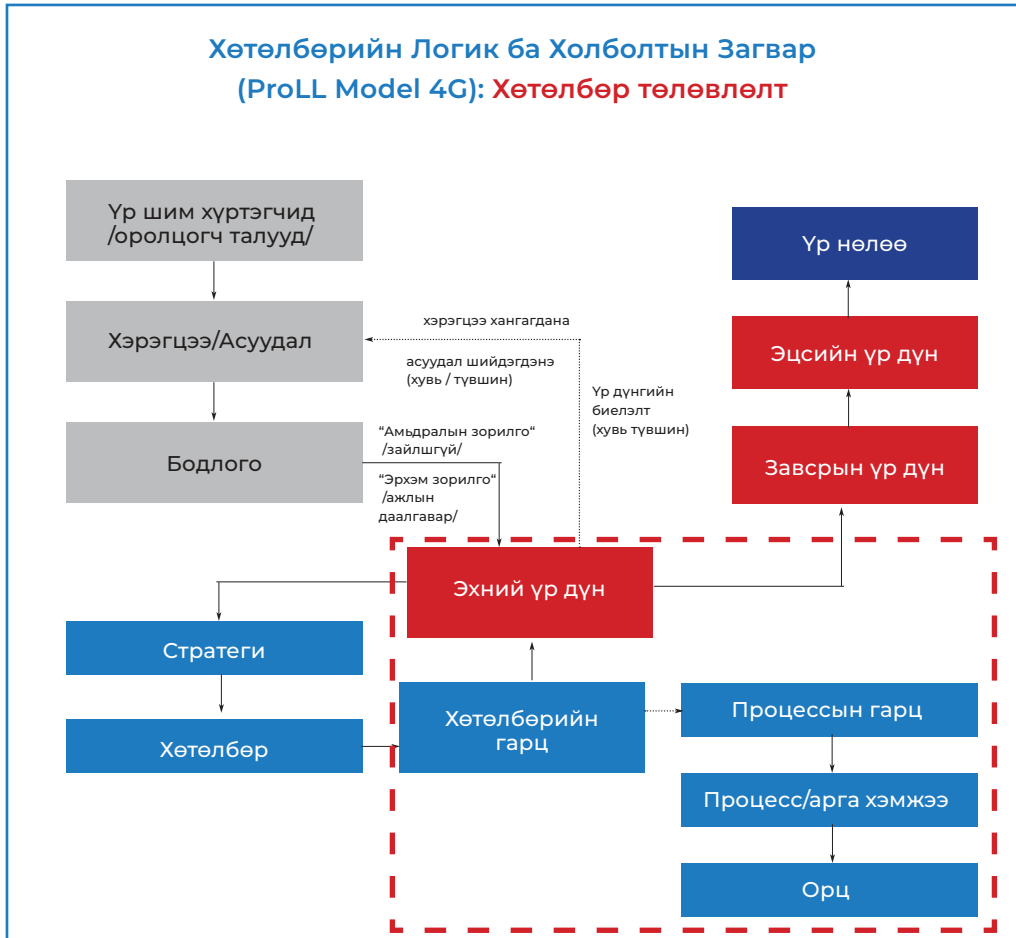 Хөтөлбөрийн Логик ба Холболтын Загвар
(ProLL Model 4G): Хөтөлбөр төлөвлөлт
Үр шим хүртэгчид
/оролцогч талууд/
Үр нөлөө
Хэрэгцээ/Асуудал
хэрэгцээ хангагдана
асуудал шийдэгдэнэ
(хувь / түвшин)
Эцсийн үр дүн
Үр дүнгийн
биелэлт
(хувь түвшин)
Бодлого
“Амьдралын зорилго“
/зайлшгүй/
“Эрхэм зорилго“
/ажлын
даалгавар/
Завсрын үр дүн
Эхний үр дүн
Стратеги
Хөтөлбөр
Хөтөлбөрийн
гарц
Процессын гарц
Процесс/арга хэмжээ
Орц